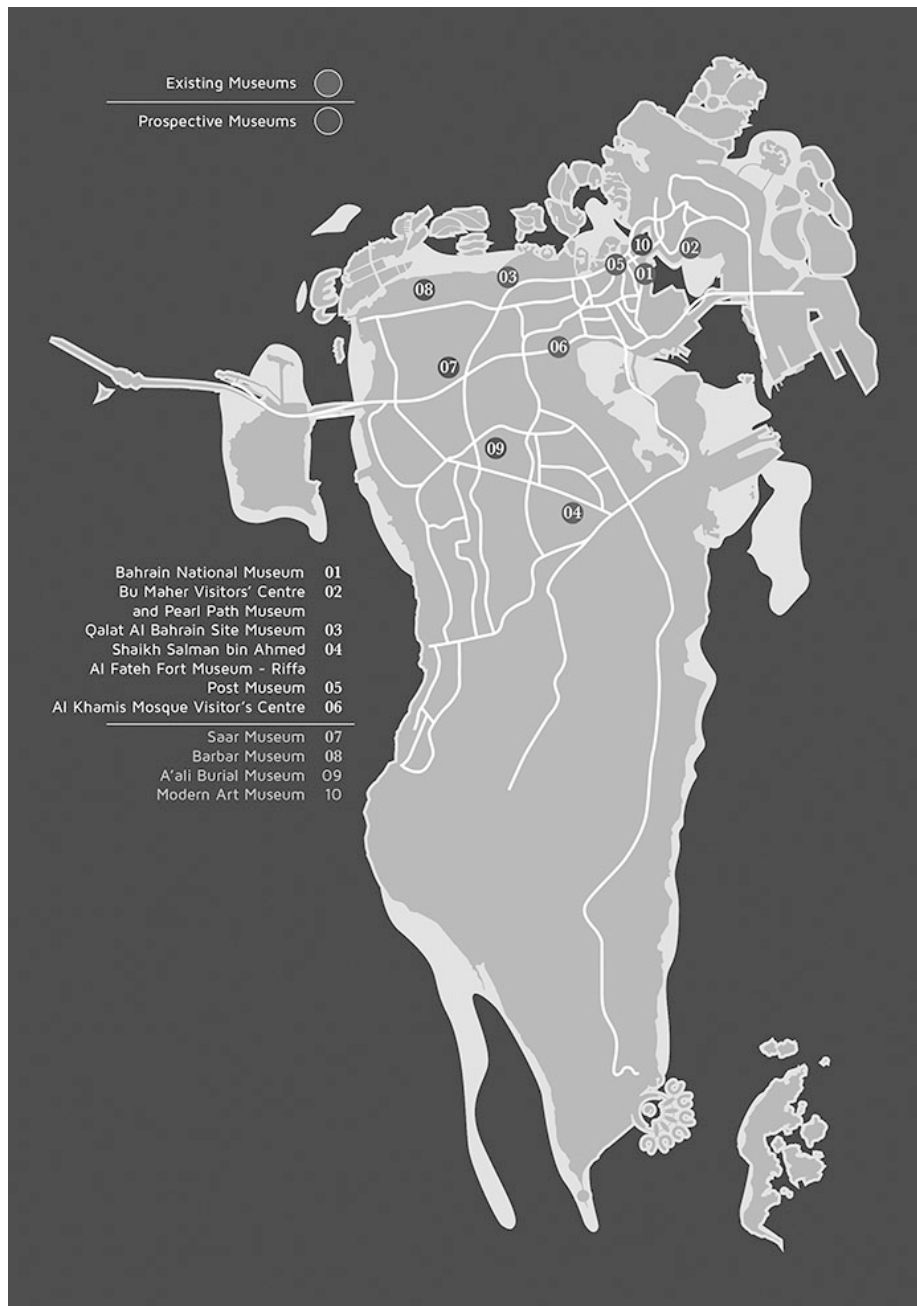 Existing Museums
Prospective Museums
10
02
05
01
03
08
06
07
09
04
Bahrain National Museum 01
Bu Maher Visitors' Centre 02
and Pearl Path Museum
Qalat Al Bahrain Site Museum 03
Shaikh Salman bin Ahmed 04
Al Fateh Fort Museum - Riffa
Post Museum 05
Al Khamis Mosque Visitor's Centre 06
Saar Museum 07
Barbar Museum 08
A'ali Burial Museum 09
Modern Art Museum 10